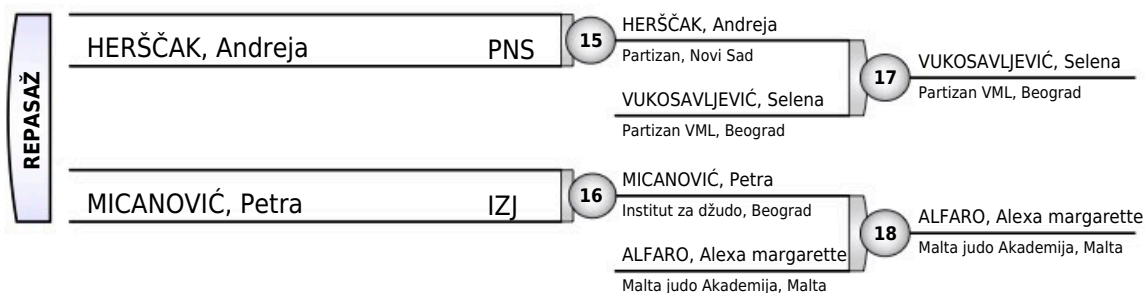 REPASAŽ
HERŠČAK, Andreja PNS
15
HERŠČAK, Andreja
Partizan, Novi Sad
VUKOSAVLJEVIĆ, Selena
Partizan VML, Beograd
17
VUKOSAVLJEVIĆ, Selena
Partizan VML, Beograd
MICANOVIĆ, Petra IZJ
16
MICANOVIĆ, Petra
Institut za džudo, Beograd
ALFARO, Alexa margarette
Malta judo Akademija, Malta
18
ALFARO, Alexa margarette
Malta judo Akademija, Malta